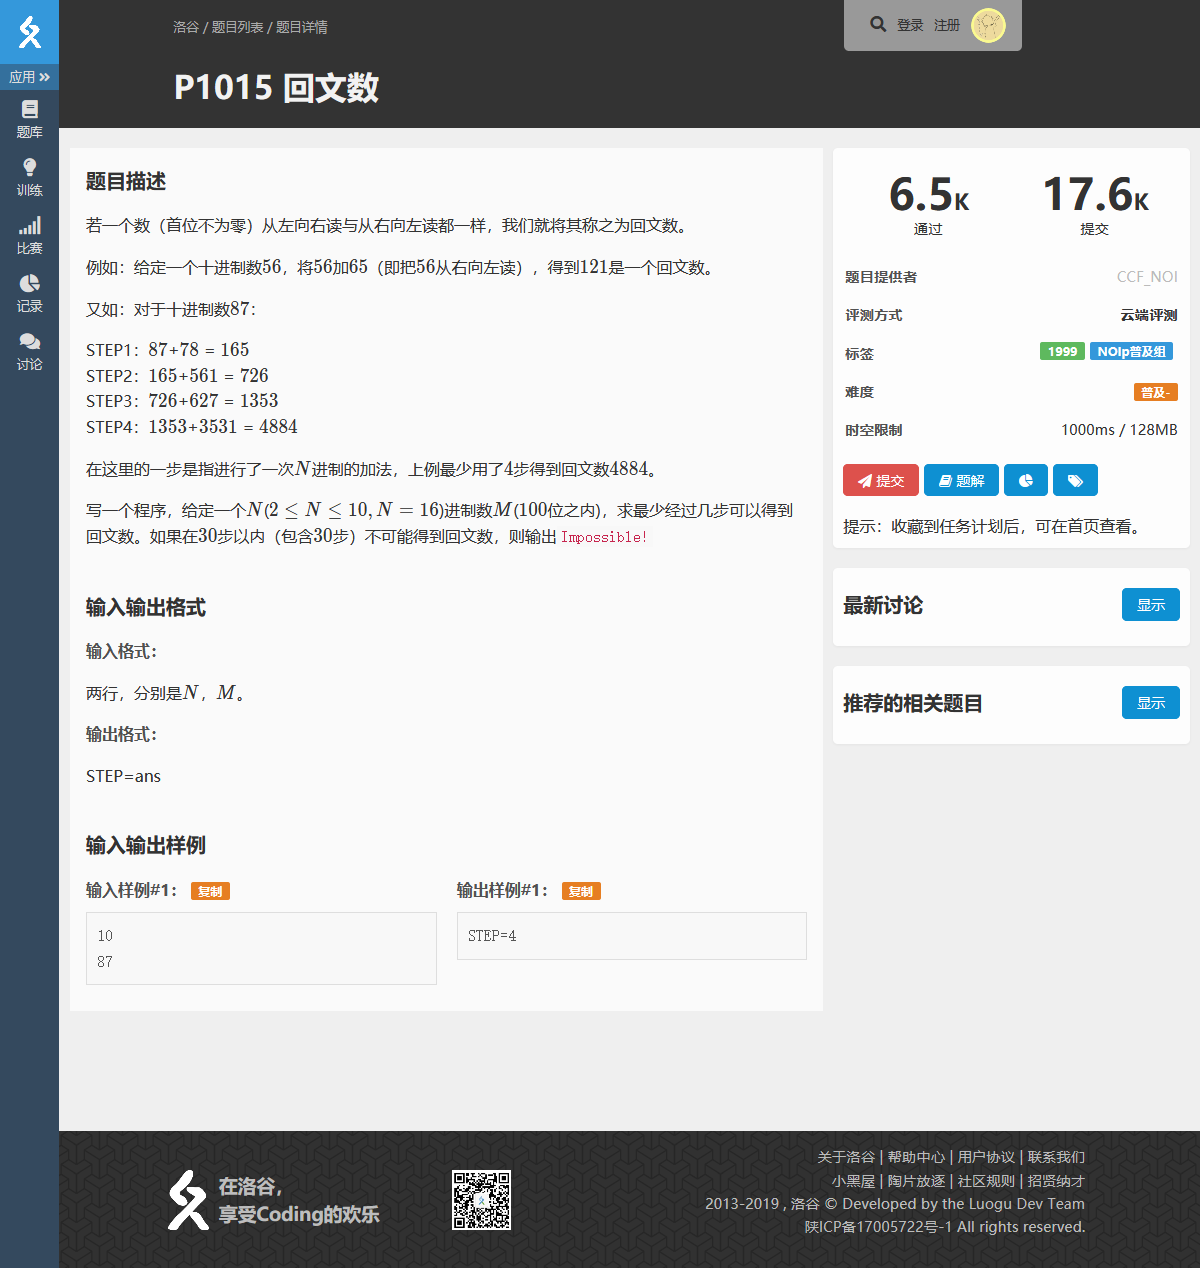 洛谷 / 题目列表 / 题目详情
登录 注册
P1015 回文数
应用
题库
训练
比赛
记录
讨论
题目描述
若一个数（首位不为零）从左向右读与从右向左读都一样，我们就将其称之为回文数。
例如：给定一个十进制数56，将56加65（即把56从右向左读），得到121是一个回文数。
又如：对于十进制数87：
STEP1：87+78 = 165
STEP2：165+561 = 726
STEP3：726+627 = 1353
STEP4：1353+3531 = 4884
在这里的一步是指进行了一次N进制的加法，上例最少用了4步得到回文数4884。
写一个程序，给定一个N(2 ≤ N ≤ 10, N = 16)进制数M(100位之内)，求最少经过几步可以得到
回文数。如果在30步以内（包含30步）不可能得到回文数，则输出 Impossible!
输入输出格式
输入格式：
两行，分别是N，M。
输出格式：
STEP=ans
输入输出样例
输入样例#1： 复制
10
87
输出样例#1： 复制
STEP=4
6.5K
通过
17.6K
提交
题目提供者 CCF_NOI
评测方式 云端评测
标签 1999 NOIp普及组
难度 普及-
时空限制 1000ms / 128MB
提交 题解
提示：收藏到任务计划后，可在首页查看。
最新讨论 显示
推荐的相关题目 显示
在洛谷，
享受Coding的欢乐
关于洛谷 | 帮助中心 | 用户协议 | 联系我们
小黑屋 | 陶片放逐 | 社区规则 | 招贤纳才
2013-2019 , 洛谷 © Developed by the Luogu Dev Team
陕ICP备17005722号-1 All rights reserved.